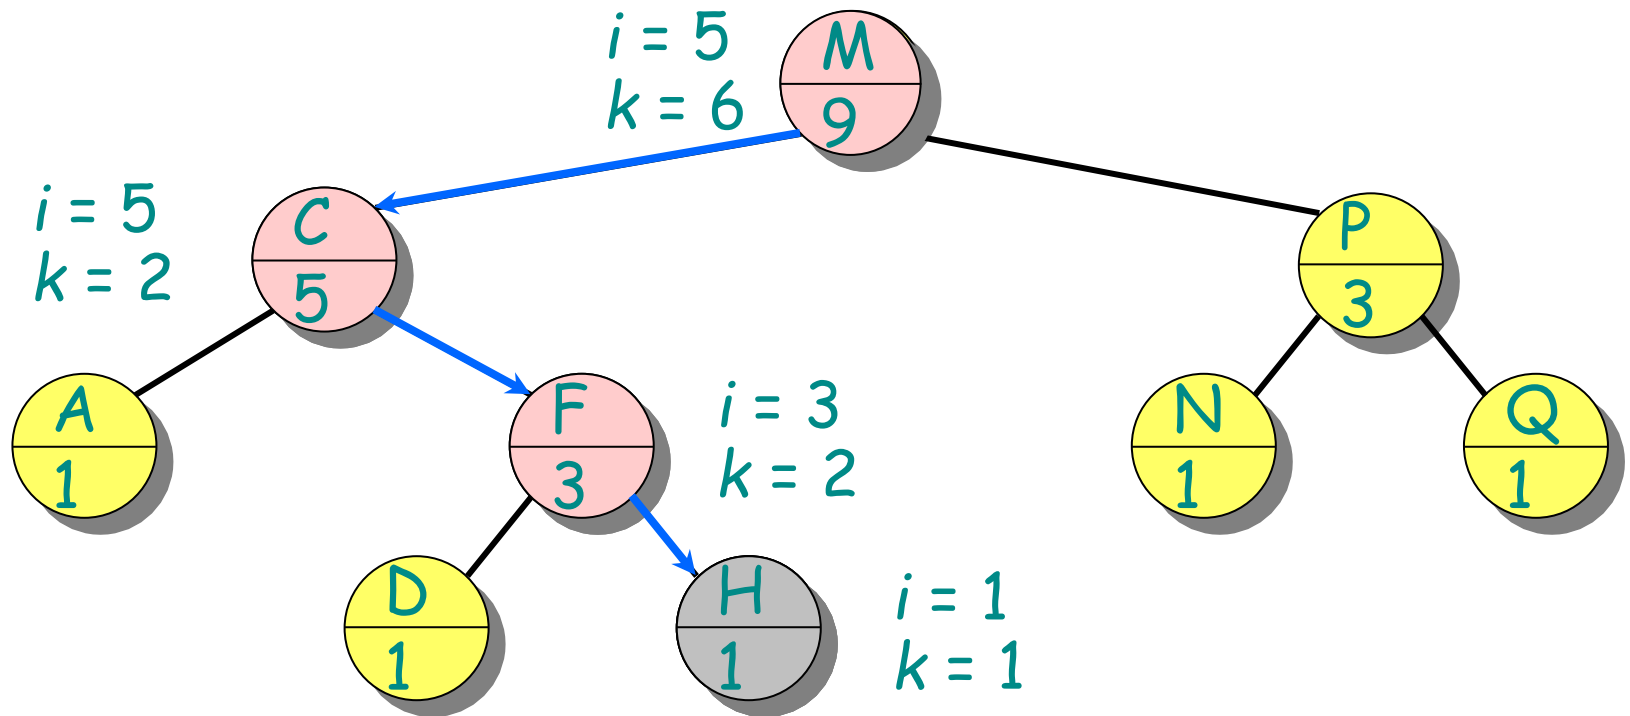 i = 5
k = 6
M
9
i = 5
k = 2
C
5
P
3
A
1
F
3
i = 3
k = 2
N
1
Q
1
D
1
H
1
i = 1
k = 1